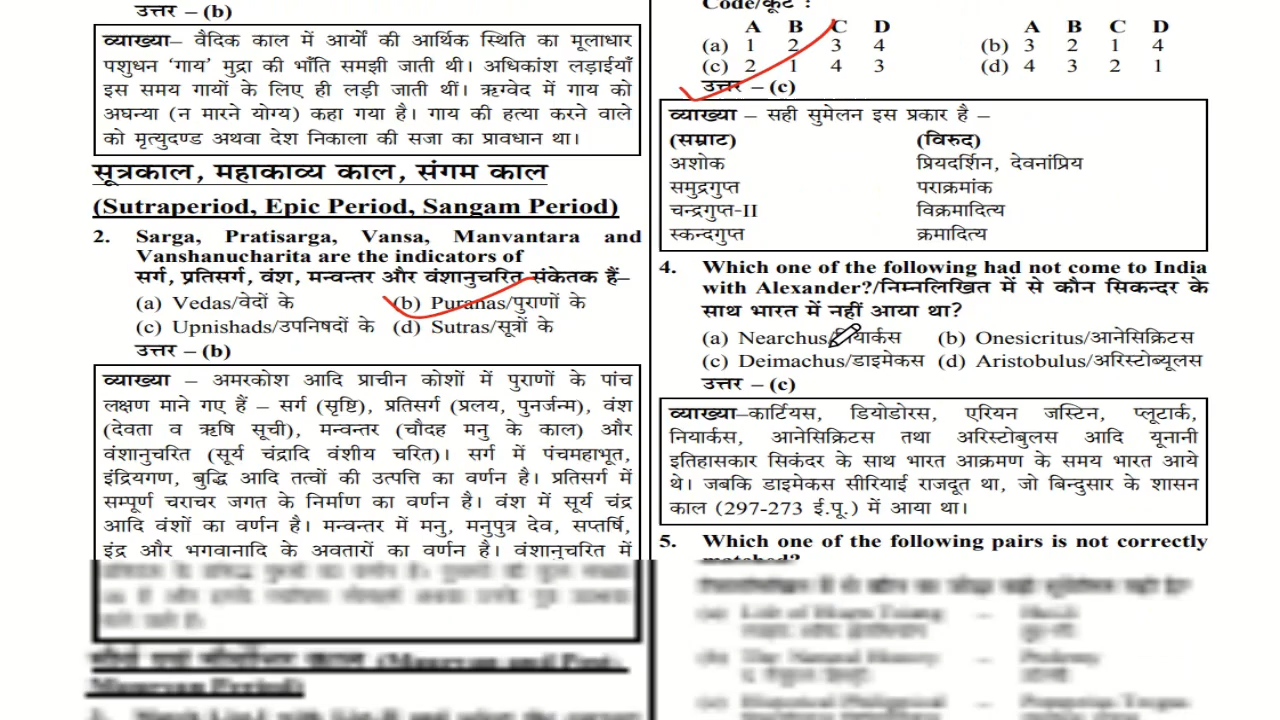 उत्तर – (b)
व्याख्या– वैदिक काल में आर्यों की आर्थिक स्थिति का मूलाधार
पशुधन ‘गाय’ मुद्रा की भाँति समझी जाती थी। अधिकांश लड़ाईयाँ
इस समय गायों के लिए ही लड़ी जाती थीं। ऋग्वेद में गाय को
अघन्या (न मारने योग्य) कहा गया है। गाय की हत्या करने वाले
को मृत्युदण्ड अथवा देश निकाला की सजा का प्रावधान था।
सूत्रकाल, महाकाव्य काल, संगम काल
(Sutraperiod, Epic Period, Sangam Period)
2. Sarga, Pratisarga, Vansa, Manvantara and
Vanshanucharita are the indicators of
सर्ग, प्रतिसर्ग, वंश, मन्वन्तर और वंशानुचरित संकेतक हैं–
(a) Vedas/वेदों के (b) Puranas/पुराणों के
(c) Upnishads/उपनिषदों के (d) Sutras/सूत्रों के
उत्तर – (b)
व्याख्या – अमरकोश आदि प्राचीन कोशों में पुराणों के पांच
लक्षण माने गए हैं – सर्ग (सृष्टि), प्रतिसर्ग (प्रलय, पुनर्जन्म), वंश
(देवता व ऋषि सूची), मन्वन्तर (चौदह मनु के काल) और
वंशानुचरित (सूर्य चंद्रादि वंशीय चरित)। सर्ग में पंचमहाभूत,
इंद्रियगण, बुद्धि आदि तत्वों की उत्पत्ति का वर्णन है। प्रतिसर्ग में
सम्पूर्ण चराचर जगत के निर्माण का वर्णन है। वंश में सूर्य चंद्र
आदि वंशों का वर्णन है। मन्वन्तर में मनु, मनुपुत्र देव, सप्तर्षि,
इंद्र और भगवानादि के अवतारों का वर्णन है। वंशानुचरित में
(Mauryan and Post-
Mauryan Period)
Code/कूट :
A B C D A B C D
(a) 1 2 3 4 (b) 3 2 1 4
(c) 2 1 4 3 (d) 4 3 2 1
उत्तर – (c)
व्याख्या – सही सुमेलन इस प्रकार है –
(सम्राट) (विरुद)
अशोक प्रियदर्शिन, देवनांप्रिय
समुद्रगुप्त पराक्रमांक
चन्द्रगुप्त-II विक्रमादित्य
स्कन्दगुप्त क्रमादित्य
4. Which one of the following had not come to India
with Alexander?/निम्नलिखित में से कौन सिकन्दर के
साथ भारत में नहीं आया था?
(a) Nearchus/नियार्कस (b) Onesicritus/आनेसिक्रिटस
(c) Deimachus/डाइमेकस (d) Aristobulus/अरिस्टोब्यूलस
उत्तर – (c)
व्याख्या–कार्टियस, डियोडोरस, एरियन जस्टिन, प्लूटार्क,
नियार्कस, आनेसिक्रिटस तथा अरिस्टोबुलस आदि यूनानी
इतिहासकार सिकंदर के साथ भारत आक्रमण के समय भारत आये
थे। जबकि डाइमेकस सीरियाई राजदूत था, जो बिन्दुसार के शासन
काल (297-273 ई.पू.) में आया था।
5. Which one of the following pairs is not correctly
matched?